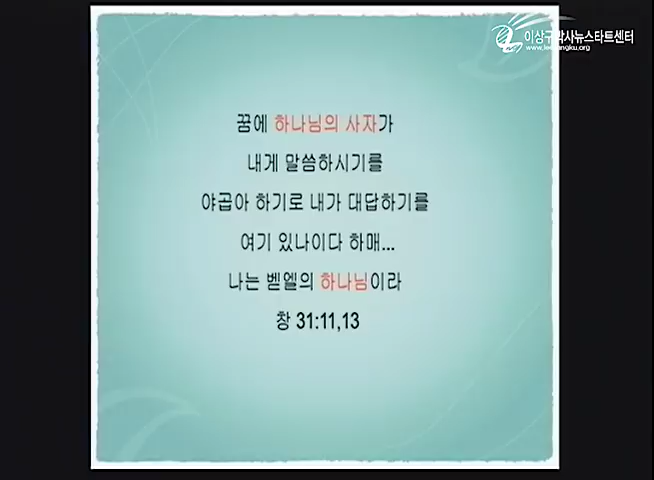 이상구박사뉴스타트센터
www.leesangku.org
꿈에 하나님의 사자가
내게 말씀하시기를
야곱아 하기로 내가 대답하기를
여기 있나이다 하매...
나는 벧엘의 하나님이라
창 31:11,13